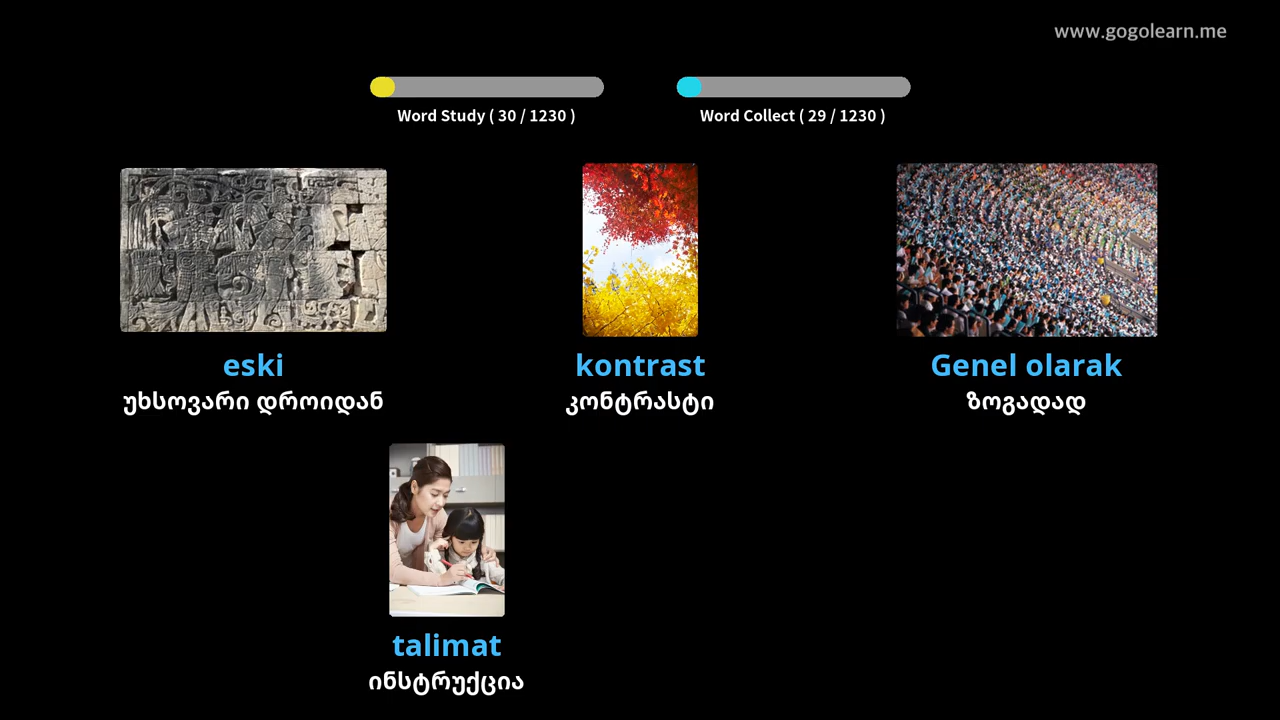 www.gogolearn.me
Word Study ( 30 / 1230 )
Word Collect ( 29 / 1230 )
eski
უხსოვარი დროიდან
kontrast
კონტრასტი
Genel olarak
ზოგადად
talimat
ინსტრუქცია